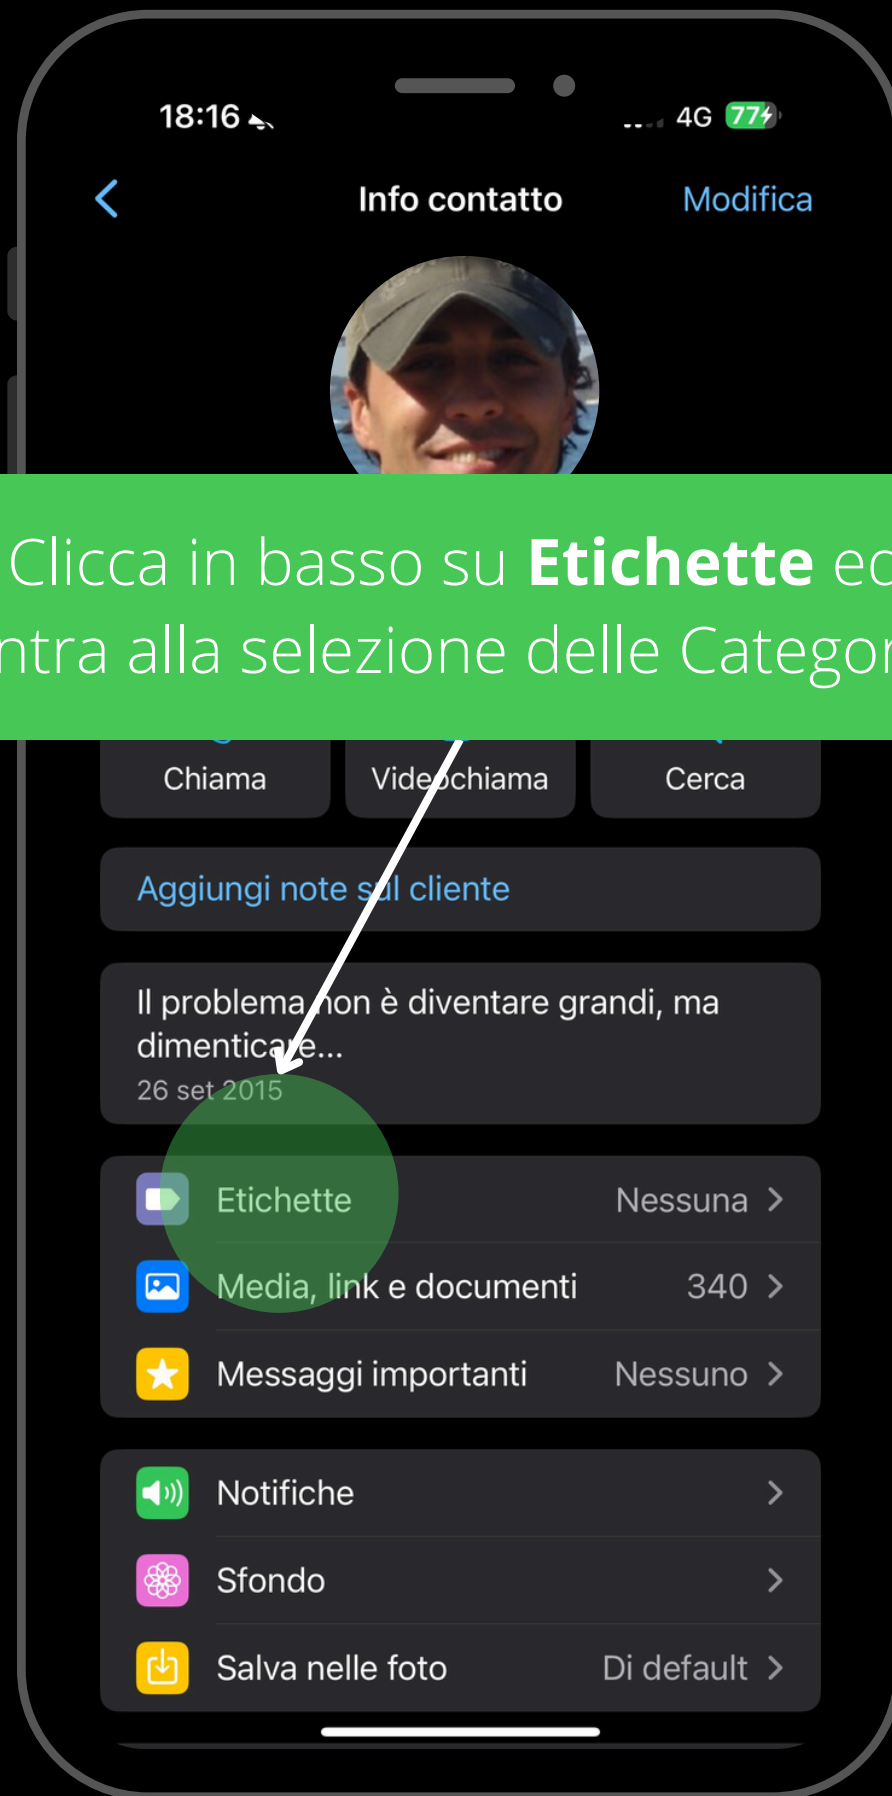 18:16
4G 77
Info contatto Modifica
Clicca in basso su Etichette ed
ntra alla selezione delle Categor
Chiama Videochiama Cerca
Aggiungi note sul cliente
Il problema non è diventare grandi, ma
dimenticare...
26 set 2015
Etichette Nessuna
Media, link e documenti 340
Messaggi importanti Nessuno
Notifiche
Sfondo
Salva nelle foto Di default